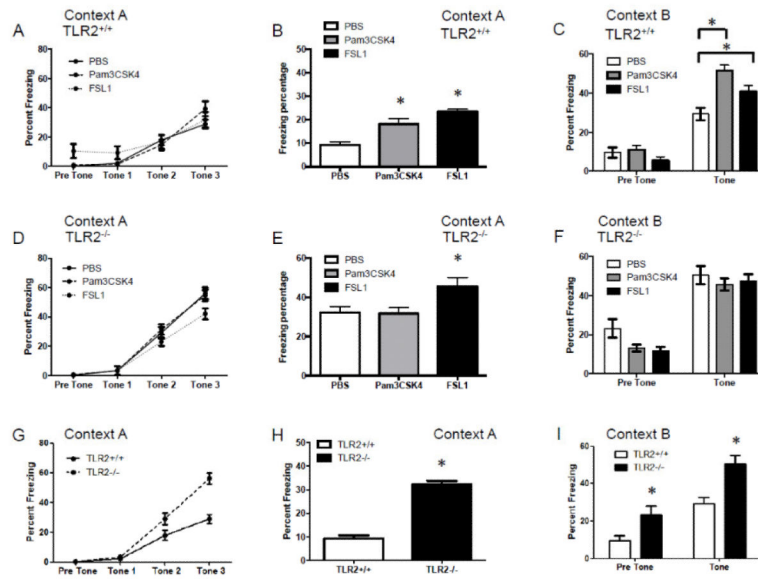 A Context A
TLR2+/+
PBS
Pam3CSK4
FSL1
Percent Freezing
80
60
40
20
0
Pre Tone Tone 1 Tone 2 Tone 3
B Context A
TLR2+/+
PBS
Pam3CSK4
FSL1
Freezing percentage
40
30
20
10
0
* *
PBS Pam3CSK4 FSL1
C Context B
TLR2+/+
PBS
Pam3CSK4
FSL1
Percent Freezing
60
40
20
0
*
*
Pre Tone Tone
D Context A
TLR2-/-
PBS
Pam3CSK4
FSL1
Percent Freezing
80
60
40
20
0
Pre Tone Tone 1 Tone 2 Tone 3
E Context A
TLR2-/-
PBS
Pam3CSK4
FSL1
Freezing percentage
60
40
20
0
*
PBS Pam3CSK4 FSL1
F Context B
TLR2-/-
PBS
Pam3CSK4
FSL1
Percent Freezing
60
40
20
0
Pre Tone Tone
G Context A
TLR2+/+
TLR2-/-
Percent Freezing
80
60
40
20
0
Pre Tone Tone 1 Tone 2 Tone 3
H Context A
TLR2+/+
TLR2-/-
Percent Freezing
50
40
30
20
10
0
*
TLR2+/+ TLR2-/-
I Context B
TLR2+/+
TLR2-/-
Percent Freezing
60
40
20
0
* *
Pre Tone Tone